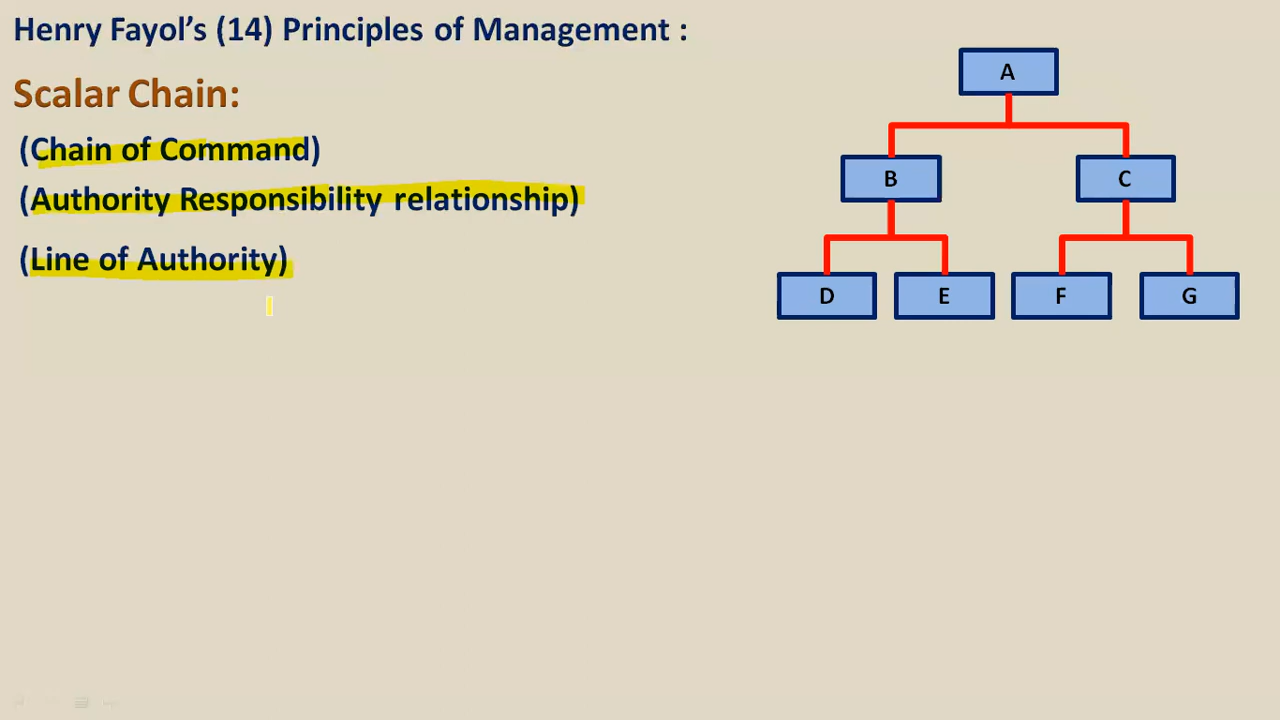 Henry Fayol’s (14) Principles of Management :
Scalar Chain:
(Chain of Command)
(Authority Responsibility relationship)
(Line of Authority)
A
B C
D E F G